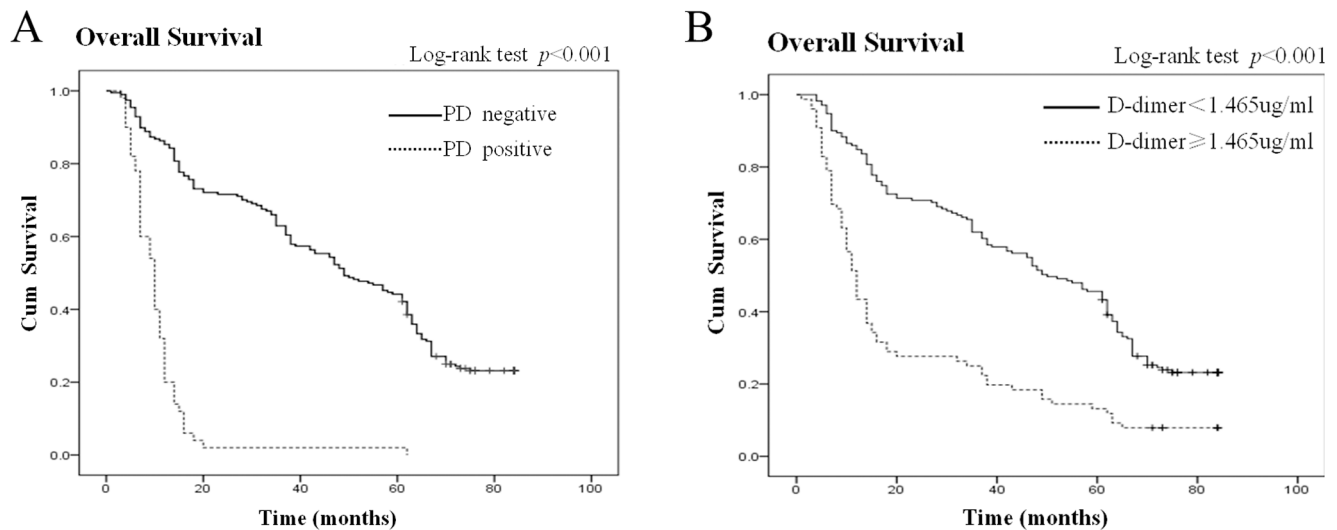 A
Overall Survival
Log-rank test p<0.001
PD negative
PD positive
1.0
0.8
0.6
0.4
0.2
0.0
Cum Survival
0 20 40 60 80 100
Time (months)
B
Overall Survival
Log-rank test p<0.001
D-dimer<1.465ug/ml
D-dimer≥1.465ug/ml
1.0
0.8
0.6
0.4
0.2
0.0
Cum Survival
0 20 40 60 80 100
Time (months)